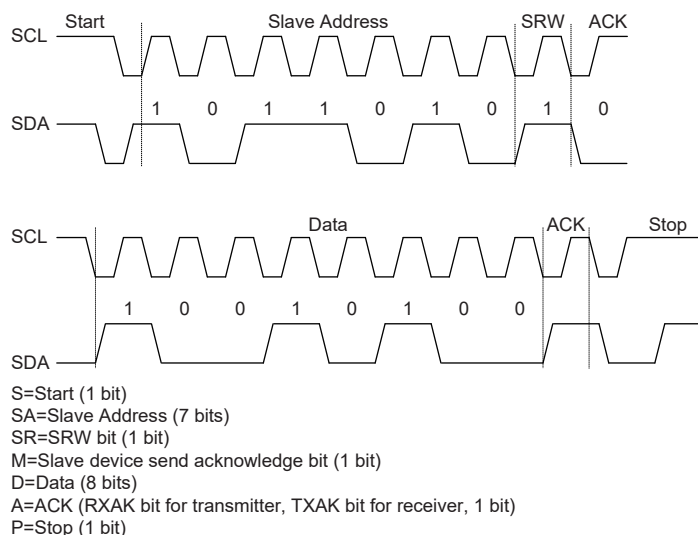 Start Slave Address SRW ACK
SCL
1 0 1 1 0 1 0 1 0
SDA
Data ACK Stop
SCL
1 0 0 1 0 1 0 0
SDA
S=Start (1 bit)
SA=Slave Address (7 bits)
SR=SRW bit (1 bit)
M=Slave device send acknowledge bit (1 bit)
D=Data (8 bits)
A=ACK (RXAK bit for transmitter, TXAK bit for receiver, 1 bit)
P=Stop (1 bit)